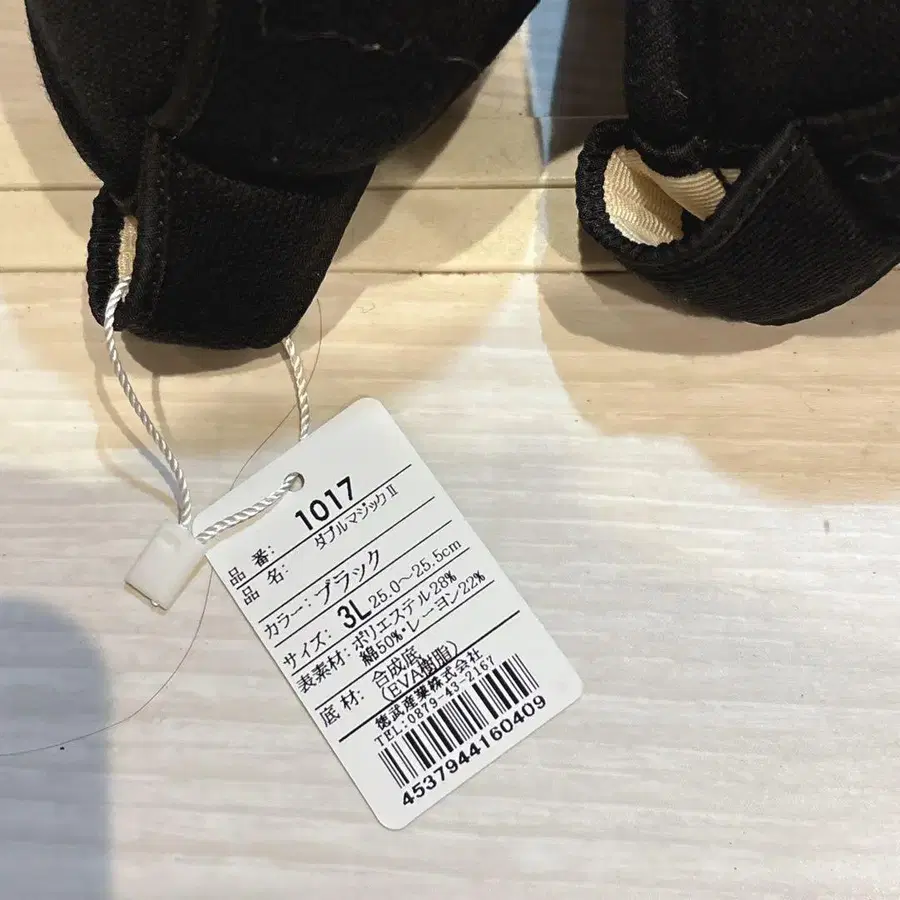 品番: 1017
品名: ダブルマジックⅡ
カラー: ブラック
サイズ: 3L 25.0〜25.5cm
表素材: ポリエステル28%
綿50%・レーヨン22%
底材: 合成底
(EVA樹脂)
徳武産業株式会社
TEL:0879-43-2167
4537944160409